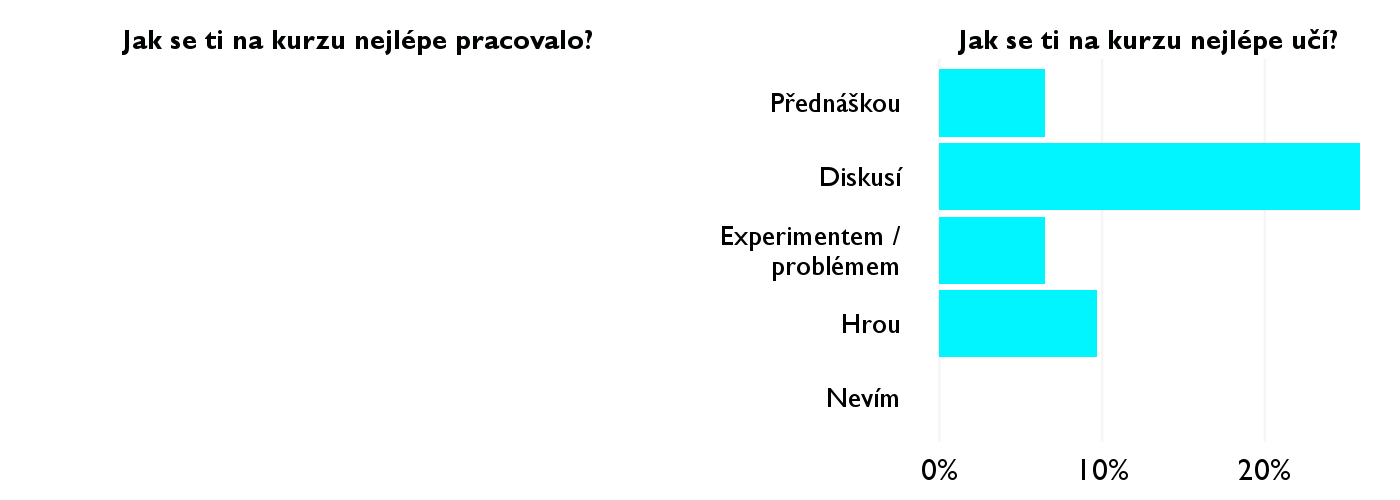 Jak se ti na kurzu nejlépe pracovalo?
Jak se ti na kurzu nejlépe učí?
Přednáškou
Diskusí
Experimentem /
problémem
Hrou
Nevím
0% 10% 20%